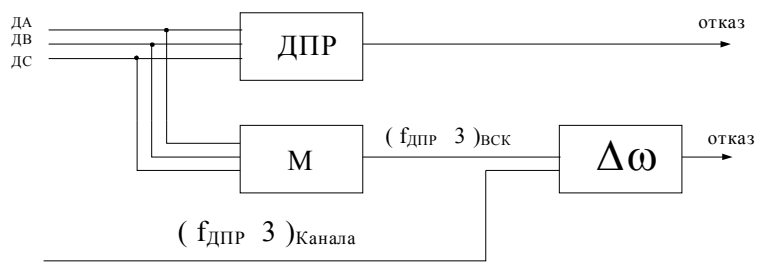 ДА
ДВ
ДС
ДПР
отказ
М
( fДПР 3 )ВСК
Δω
отказ
( fДПР 3 )Канала